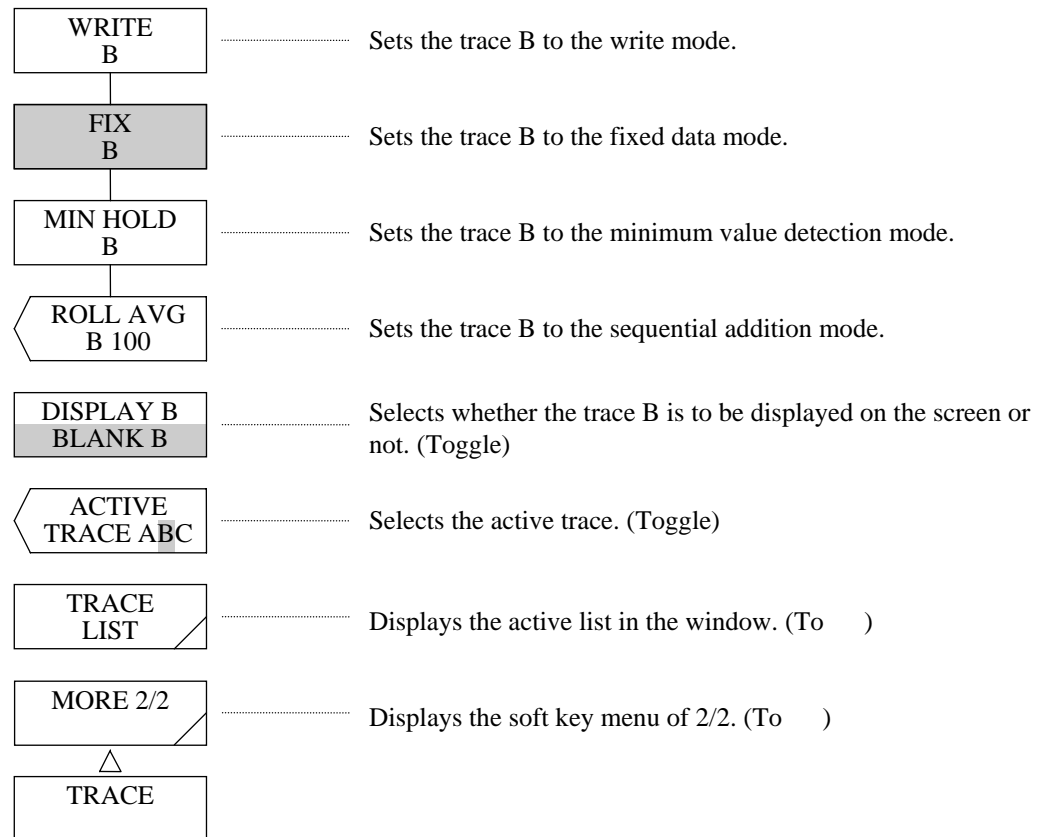 WRITE
B
Sets the trace B to the write mode.
FIX
B
Sets the trace B to the fixed data mode.
MIN HOLD
B
Sets the trace B to the minimum value detection mode.
ROLL AVG
B 100
Sets the trace B to the sequential addition mode.
DISPLAY B
BLANK B
Selects whether the trace B is to be displayed on the screen or
not. (Toggle)
ACTIVE
TRACE ABC
Selects the active trace. (Toggle)
TRACE
LIST
Displays the active list in the window. (To )
MORE 2/2
Displays the soft key menu of 2/2. (To )
TRACE